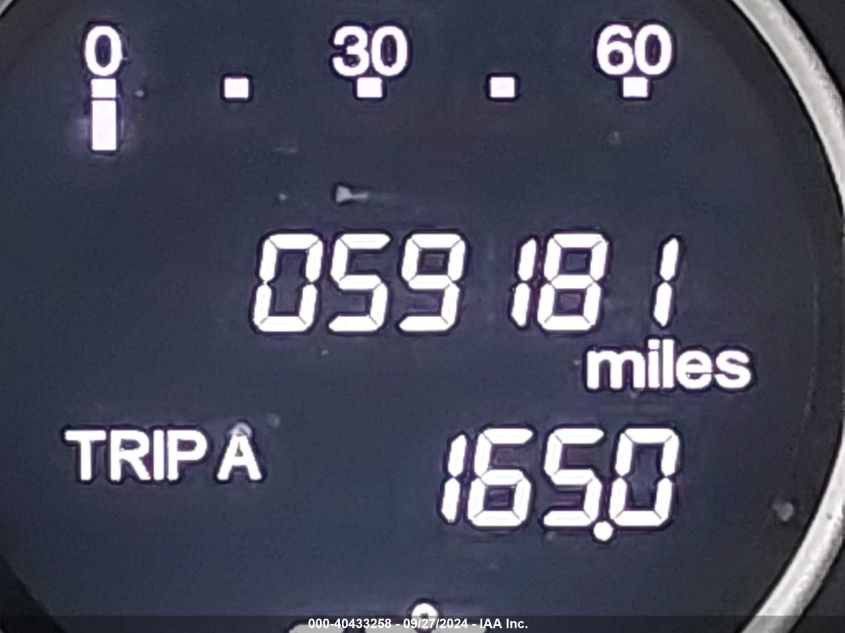 0 30 60
059181
miles
TRIP A 165.0
000-40433258 - 09/27/2024 - IAA Inc.